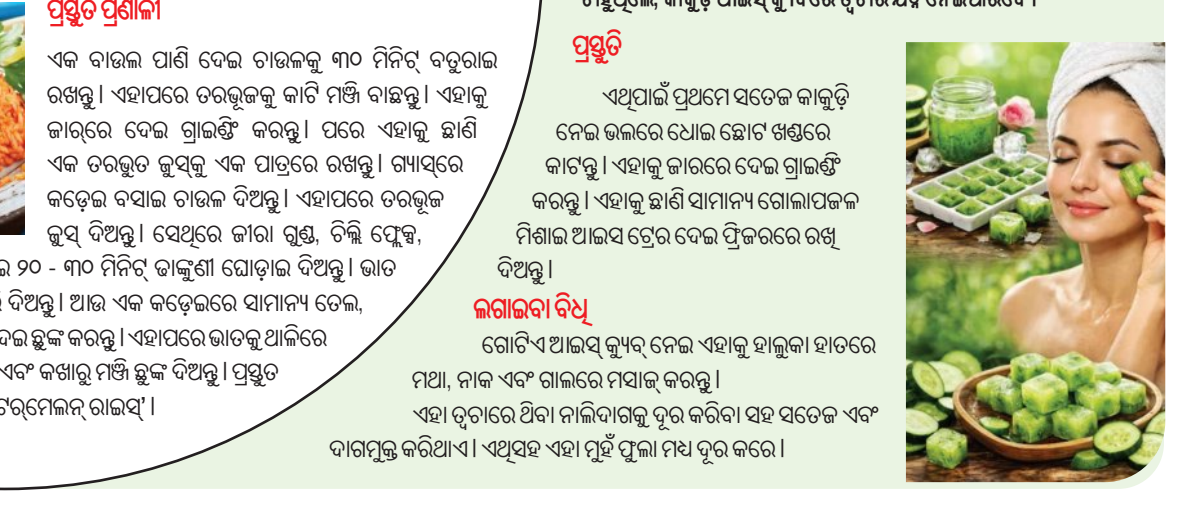 ପ୍ରସ୍ତୁତ ପ୍ରଣାଳୀ
ଏକ ବାଉଲ ପାଣି ଦେଇ ଚାଉଳକୁ ୩୦ ମିନିଟ୍ ବତୁରାଇ
ରଖନ୍ତୁ। ଏହାପରେ ତରଭୂଜକୁ କାଟି ମଞ୍ଜି ବାଛନ୍ତୁ। ଏହାକୁ
ଜାର୍‌ରେ ଦେଇ ଗ୍ରାଇଣ୍ଡିଂ କରନ୍ତୁ। ପରେ ଏହାକୁ ଛାଣି
ଏକ ତରଭୁତ ଜୁସ୍‌କୁ ଏକ ପାତ୍ରରେ ରଖନ୍ତୁ। ଗ୍ୟାସ୍‌ରେ
କଡ଼େଇ ବସାଇ ଚାଉଳ ଦିଅନ୍ତୁ। ଏହାପରେ ତରଭୂଜ
ଜୁସ୍ ଦିଅନ୍ତୁ। ସେଥିରେ ଜୀରା ଗୁଣ୍ଡ, ଚିଲ୍ଲି ଫ୍ଲେକ୍ସ,
୨୦ - ୩୦ ମିନିଟ୍ ଢାଙ୍କୁଣୀ ଘୋଡ଼ାଇ ଦିଅନ୍ତୁ। ଭାତ
ଦିଅନ୍ତୁ। ଆଉ ଏକ କଡ଼େଇରେ ସାମାନ୍ୟ ତେଲ,
ଦେଇ ଛୁଙ୍କ କରନ୍ତୁ। ଏହାପରେ ଭାତକୁ ଥାଳିରେ
ଏବଂ କଖାରୁ ମଞ୍ଜି ଛୁଙ୍କ ଦିଅନ୍ତୁ। ପ୍ରସ୍ତୁତ
ଟର୍‌ମେଲନ୍ ରାଇସ୍’।
ପ୍ରସ୍ତୁତି
ଏଥିପାଇଁ ପ୍ରଥମେ ସତେଜ କାକୁଡ଼ି
ନେଇ ଭଲରେ ଧୋଇ ଛୋଟ ଖଣ୍ଡରେ
କାଟନ୍ତୁ। ଏହାକୁ ଜାରରେ ଦେଇ ଗ୍ରାଇଣ୍ଡିଂ
କରନ୍ତୁ। ଏହାକୁ ଛାଣି ସାମାନ୍ୟ ଗୋଲାପଜଳ
ମିଶାଇ ଆଇସ ଟ୍ରେର ଦେଇ ଫ୍ରିଜରରେ ରଖି
ଦିଅନ୍ତୁ।
ଲଗାଇବା ବିଧି
ଗୋଟିଏ ଆଇସ୍ କ୍ୟୁବ୍ ନେଇ ଏହାକୁ ହାଲୁକା ହାତରେ
ମଥା, ନାକ ଏବଂ ଗାଲରେ ମସାଜ୍ କରନ୍ତୁ।
ଏହା ତ୍ୱଚାରେ ଥିବା ନାଲିଦାଗକୁ ଦୂର କରିବା ସହ ସତେଜ ଏବଂ
ଦାଗମୁକ୍ତ କରିଥାଏ। ଏଥିସହ ଏହା ମୁହଁ ଫୁଲା ମଧ୍ୟ ଦୂର କରେ।